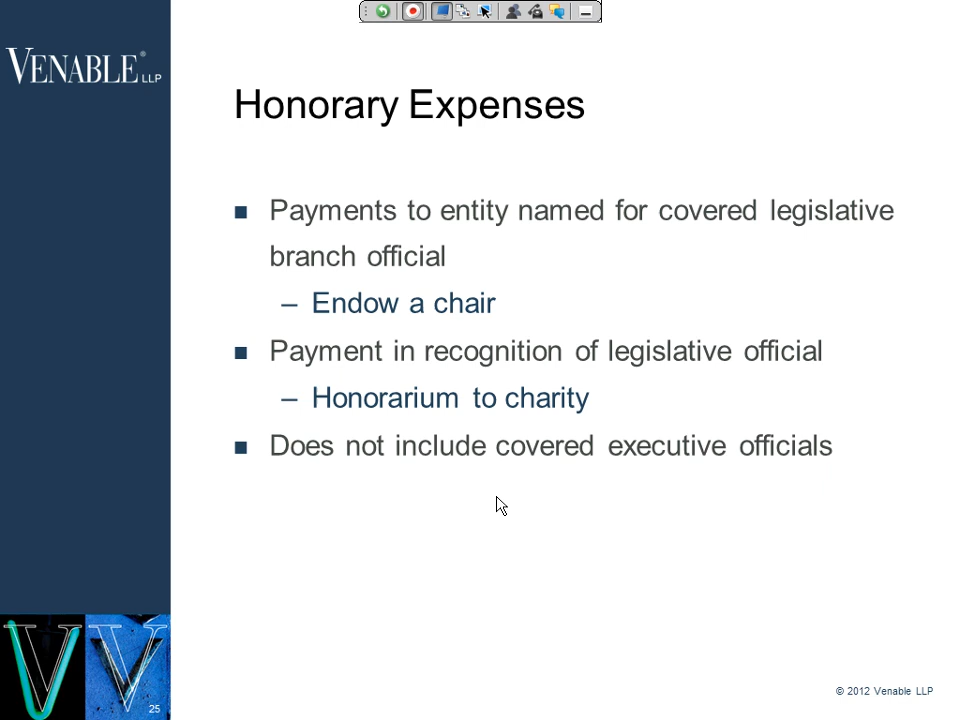 VENABLE® LLP
Honorary Expenses
■ Payments to entity named for covered legislative
branch official
– Endow a chair
■ Payment in recognition of legislative official
– Honorarium to charity
■ Does not include covered executive officials
25
© 2012 Venable LLP